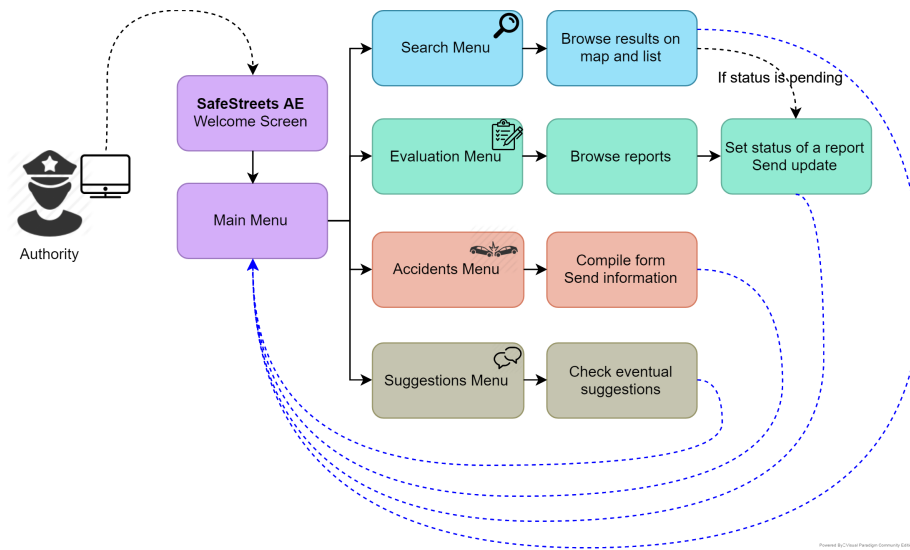 Search Menu
Browse results on
map and list
If status is pending
SafeStreets AE
Welcome Screen
Evaluation Menu
Browse reports
Set status of a report
Send update
Main Menu
Authority
Accidents Menu
Compile form
Send information
Suggestions Menu
Check eventual
suggestions